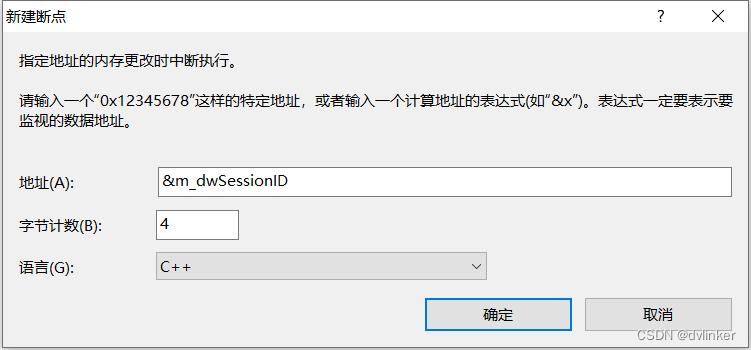 新建断点
?
指定地址的内存更改时中断执行。
请输入一个“0x12345678”这样的特定地址，或者输入一个计算地址的表达式(如“&x”)。表达式一定要表示要
监视的数据地址。
地址(A):
&m_dwSessionID
字节计数(B):
4
语言(G):
C++
确定
取消
CSDN @dvlinker